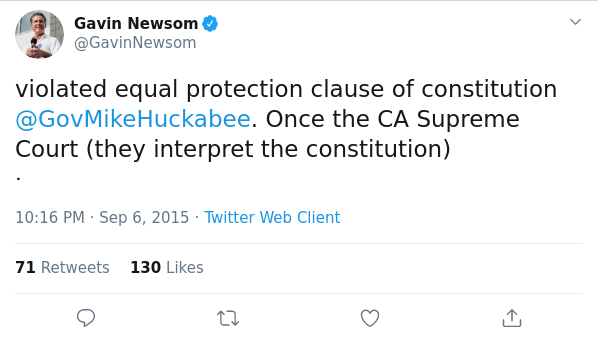 Gavin Newsom
@GavinNewsom
violated equal protection clause of constitution
@GovMikeHuckabee. Once the CA Supreme
Court (they interpret the constitution)
.
10:16 PM · Sep 6, 2015 · Twitter Web Client
71 Retweets 130 Likes